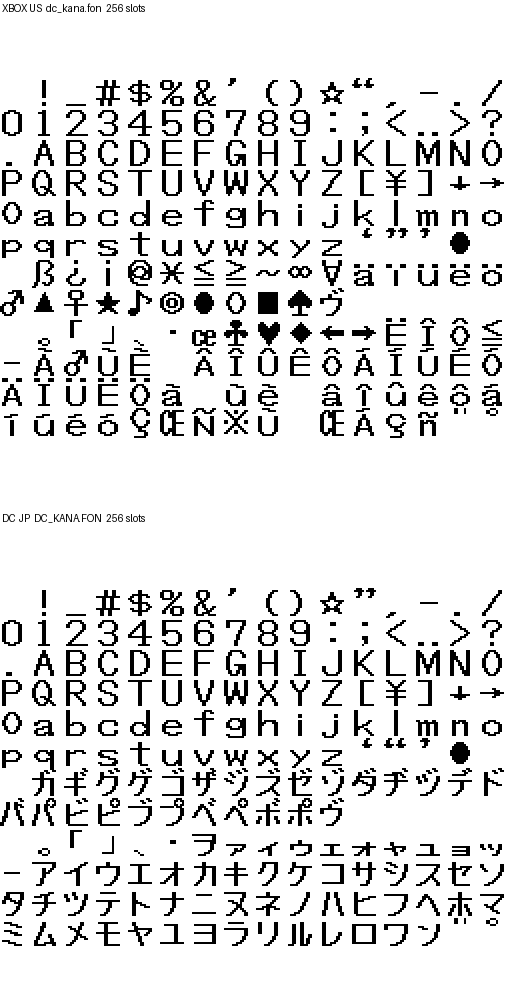 XBOX US dc_kana.fon 256 slots
! _ # $ % & ’ ( ) ☆ “ , - . /
0 1 2 3 4 5 6 7 8 9 : ; < .. > ?
. A B C D E F G H I J K L M N O
P Q R S T U V W X Y Z [ ¥ ] + →
0 a b c d e f g h i j k l m n o
p q r s t u v w x y z ‘ ” ’ ●
ß ¿ ¡ @ ♓ ≦ ≧ ~ ∞ ∀ ä ï ü ë ö
♂ ▲ ♀ ★ ♪ ◎ ● 0 ■ ♠ ヴ
。 「 」 、 · œ ♣ ♥ ◆ ← → Ë Î Ô ≦
- À ♂ Ù È Â Î Û Ê Ô Á Í Ú É Ó
Ä Ï Ü Ë Ö à ù è â î û ê ô á
í ú é ó Ç Œ Ñ ※ Ù Œ Á ç ñ ゛ ゜
DC JP DC_KANA.FON 256 slots
! _ # $ % & ’ ( ) ☆ ” , - . /
0 1 2 3 4 5 6 7 8 9 : ; < .. > ?
. A B C D E F G H I J K L M N O
P Q R S T U V W X Y Z [ ¥ ] + →
0 a b c d e f g h i j k l m n o
p q r s t u v w x y z ‘ “ ’ ●
ガ ギ グ ゲ ゴ ザ ジ ズ ゼ ゾ ダ ヂ ヅ デ ド
バ パ ビ ピ ブ プ ベ ペ ボ ポ ヴ
。 「 」 、 · ヲ ァ ィ ゥ ェ ォ ャ ュ ョ ッ
- ア イ ウ エ オ カ キ ク ケ コ サ シ ス セ ソ
タ チ ツ テ ト ナ ニ ヌ ネ ノ ハ ヒ フ ヘ ホ マ
ミ ム メ モ ヤ ユ ヨ ラ リ ル レ ロ ワ ン ゛ ゜